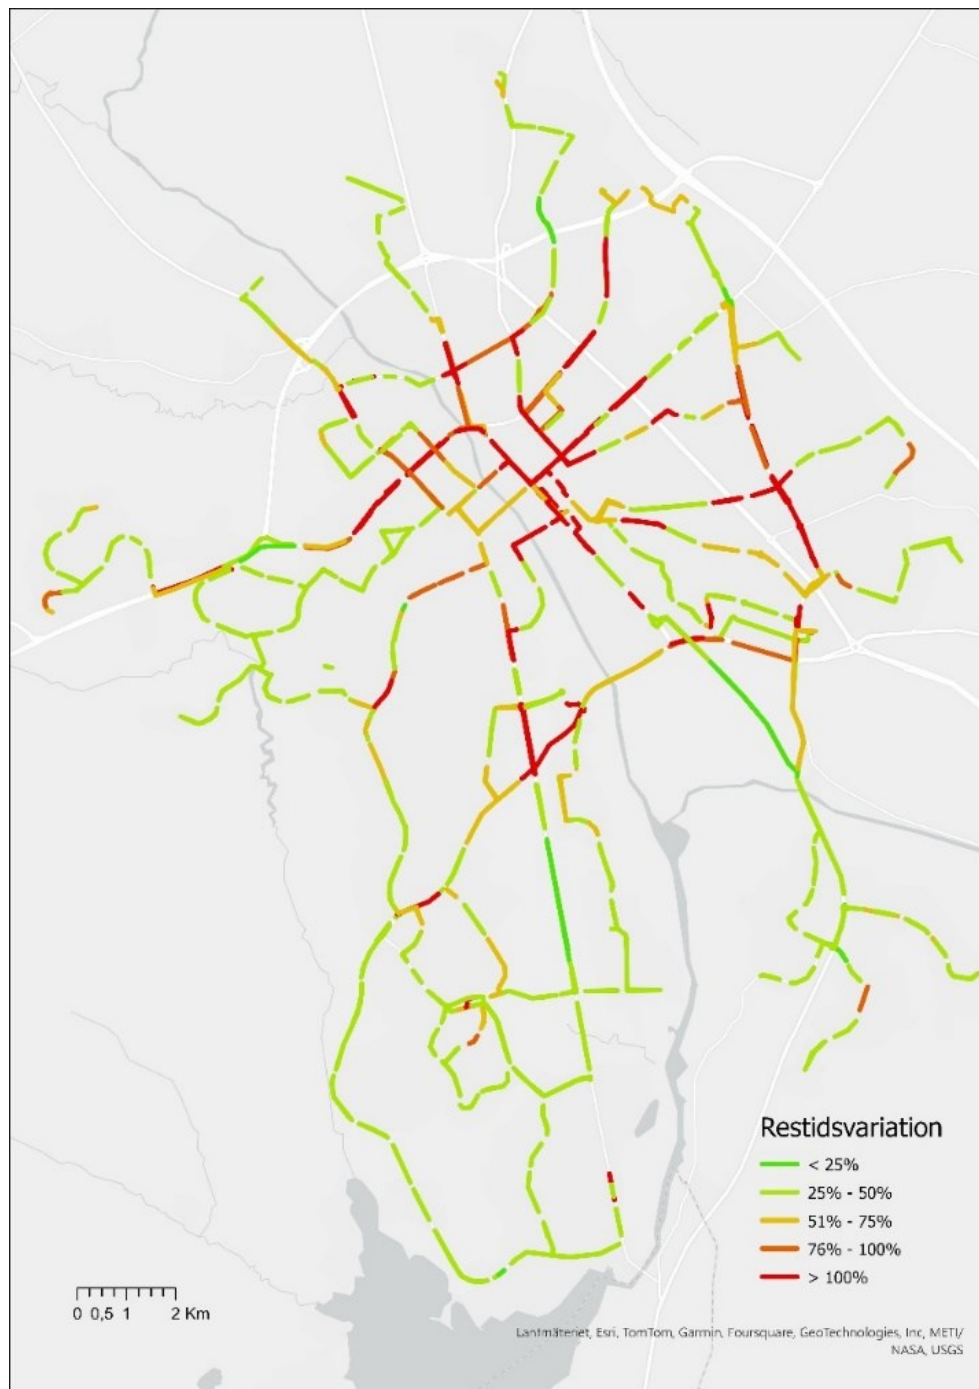 Restidsvariation
< 25%
25% - 50%
51% - 75%
76% - 100%
> 100%
0 0,5 1 2 Km
Lantmäteriet, Esri, TomTom, Garmin, Foursquare, GeoTechnologies, Inc, METI/
NASA, USGS